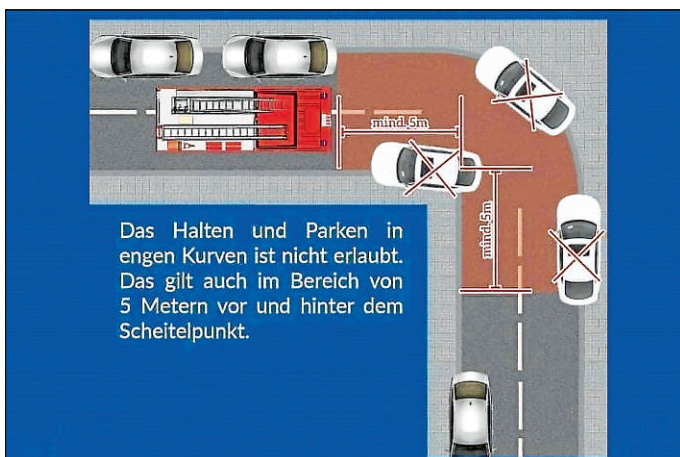 mind. 5m
mind. 5m
Das Halten und Parken in
engen Kurven ist nicht erlaubt.
Das gilt auch im Bereich von
5 Metern vor und hinter dem
Scheitelpunkt.